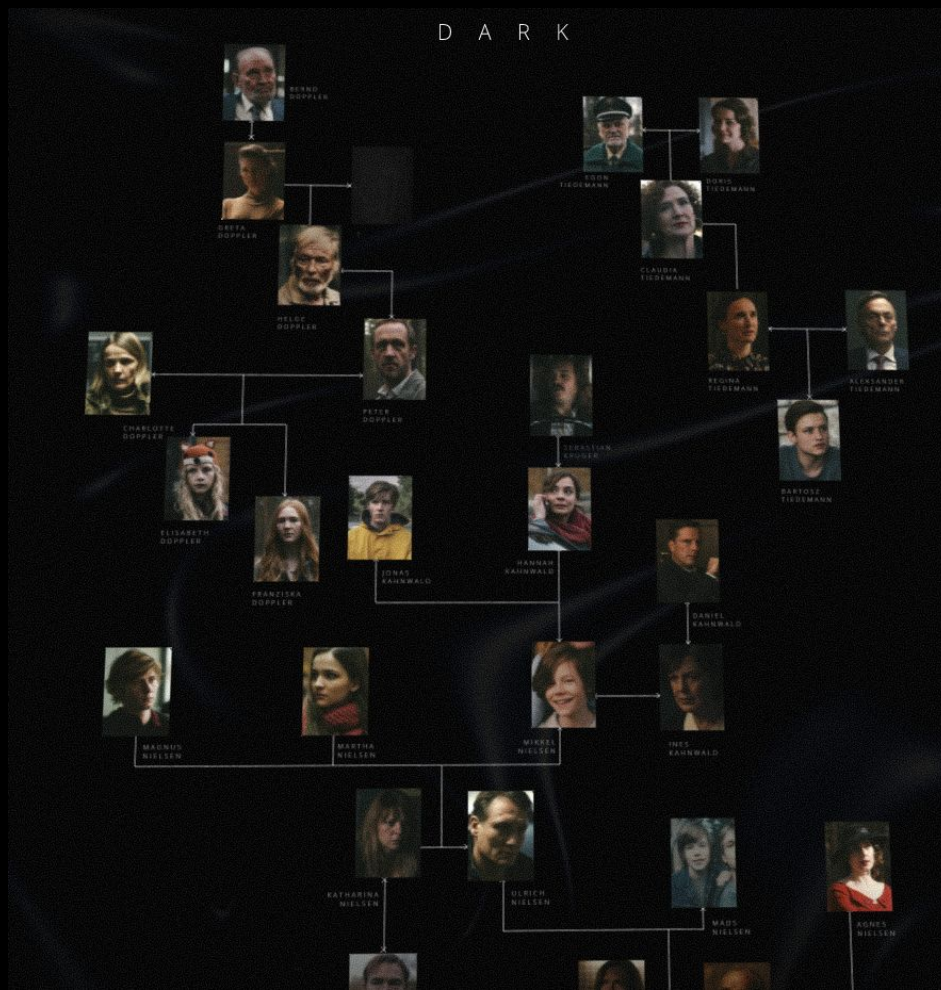 D A R K
BERND
DOPPLER
EGON
TIEDEMANN
DORIS
TIEDEMANN
GRETA
DOPPLER
CLAUDIA
TIEDEMANN
HELGE
DOPPLER
REGINA
TIEDEMANN
ALEKSANDER
TIEDEMANN
PETER
DOPPLER
CHARLOTTE
DOPPLER
SEBASTIAN
KRUGER
BARTOSZ
TIEDEMANN
ELISABETH
DOPPLER
HANNAH
KAHNWALD
JONAS
KAHNWALD
FRANZISKA
DOPPLER
DANIEL
KAHNWALD
MAGNUS
NIELSEN
MARTHA
NIELSEN
MIKKEL
NIELSEN
INES
KAHNWALD
KATHARINA
NIELSEN
ULRICH
NIELSEN
MADS
NIELSEN
AGNES
NIELSEN